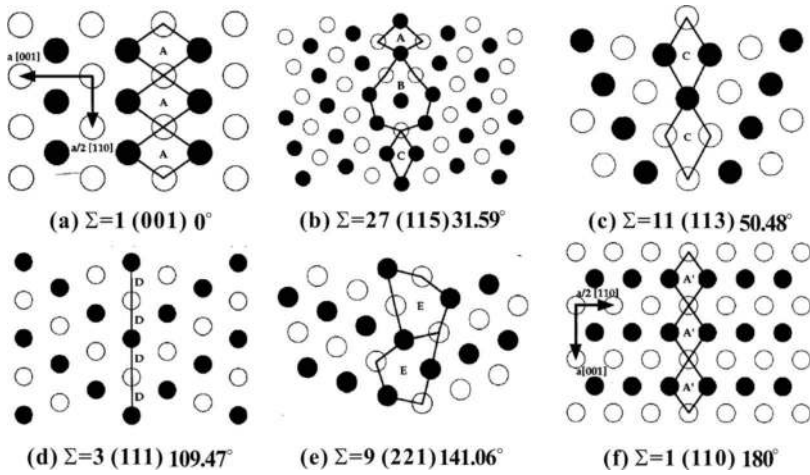 (a) (b) (c)
A
a [001]
A
a/2 [110]
A
A
B
C
C
C
(a) Σ=1 (001) 0°
(b) Σ=27 (115) 31.59°
(c) Σ=11 (113) 50.48°
D
D
D
D
E
E
A'
a/2 [110]
A'
a[001]
A'
(d) Σ=3 (111) 109.47°
(e) Σ=9 (221) 141.06°
(f) Σ=1 (110) 180°